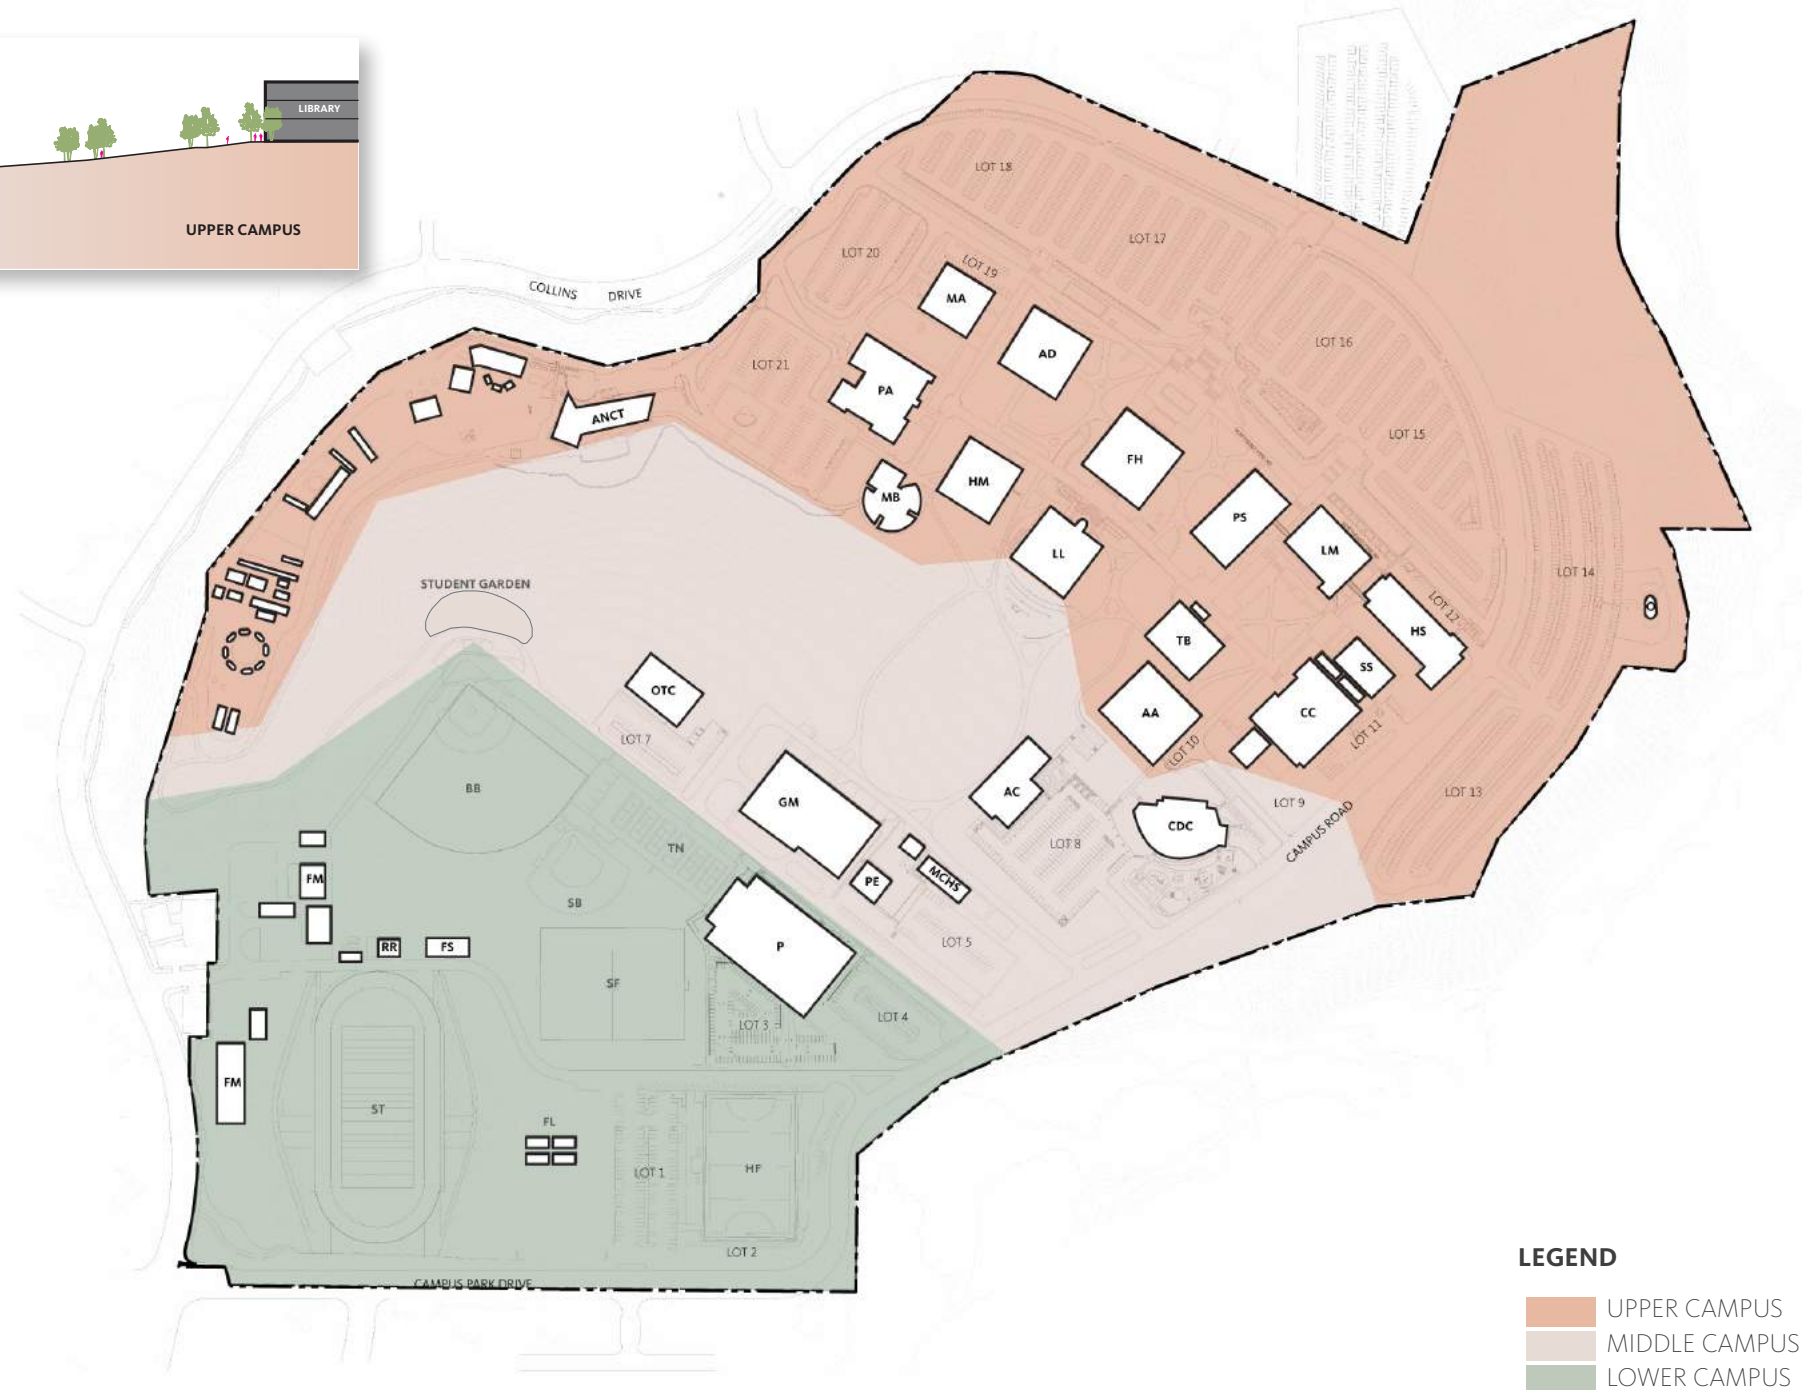 LIBRARY
UPPER CAMPUS
COLLINS DRIVE
LOT 18
LOT 17
LOT 20
LOT 19
MA
AD
LOT 16
LOT 21
PA
ANCT
LOT 15
FH
HM
MB
PS
LM
LL
LOT 14
STUDENT GARDEN
LOT 12
HS
TB
SS
OTC
AA
CC
LOT 7
LOT 11
LOT 10
BB
GM
AC
LOT 13
LOT 9
CDC
CAMPUS ROAD
TN
LOT 8
FM
PE
MCHS
SB
RR
FS
P
LOT 5
SF
LOT 3
LOT 4
FM
ST
FL
LOT 1
HF
LOT 2
CAMPUS PARK DRIVE
LEGEND
UPPER CAMPUS
MIDDLE CAMPUS
LOWER CAMPUS